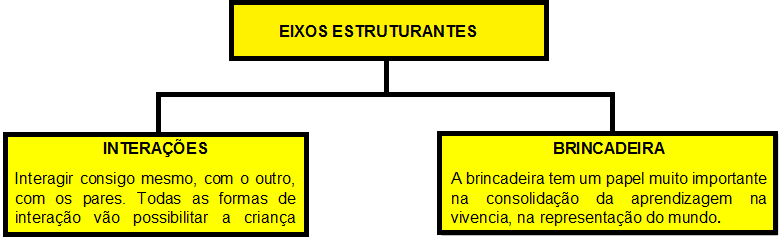 EIXOS ESTRUTURANTES
INTERAÇÕES
Interagir consigo mesmo, com o outro,
com os pares. Todas as formas de
interação vão possibilitar a criança
BRINCADEIRA
A brincadeira tem um papel muito importante
na consolidação da aprendizagem na
vivencia, na representação do mundo.